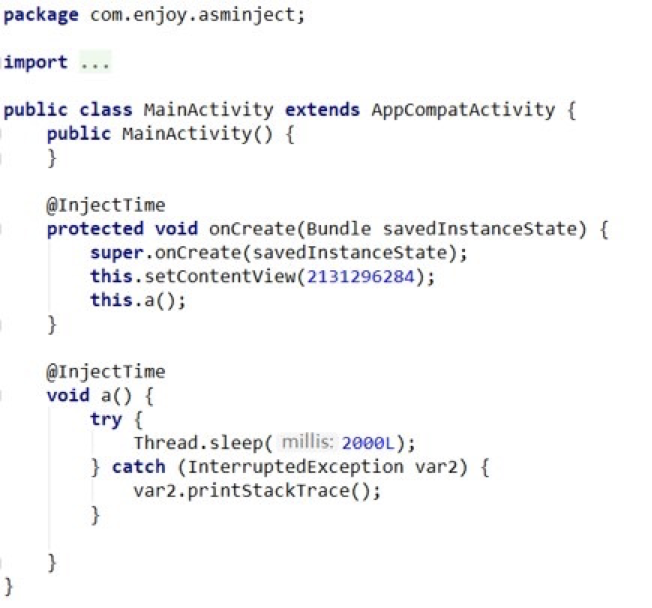 package com.enjoy.asminject;
import ...
public class MainActivity extends AppCompatActivity {
public MainActivity() {
}
@InjectTime
protected void onCreate(Bundle savedInstanceState) {
super.onCreate(savedInstanceState);
this.setContentView(2131296284);
this.a();
}
@InjectTime
void a() {
try {
Thread.sleep( millis: 2000L);
} catch (InterruptedException var2) {
var2.printStackTrace();
}
}
}